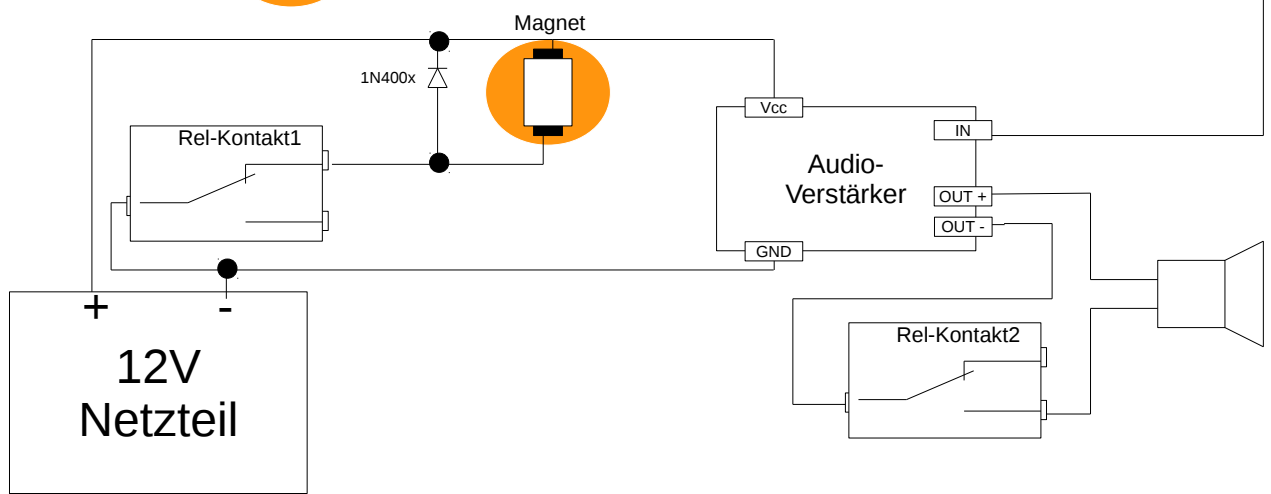 Magnet
1N400x
Rel-Kontakt1
Vcc
IN
Audio-
Verstärker
OUT +
OUT -
GND
+ -
12V
Netzteil
Rel-Kontakt2